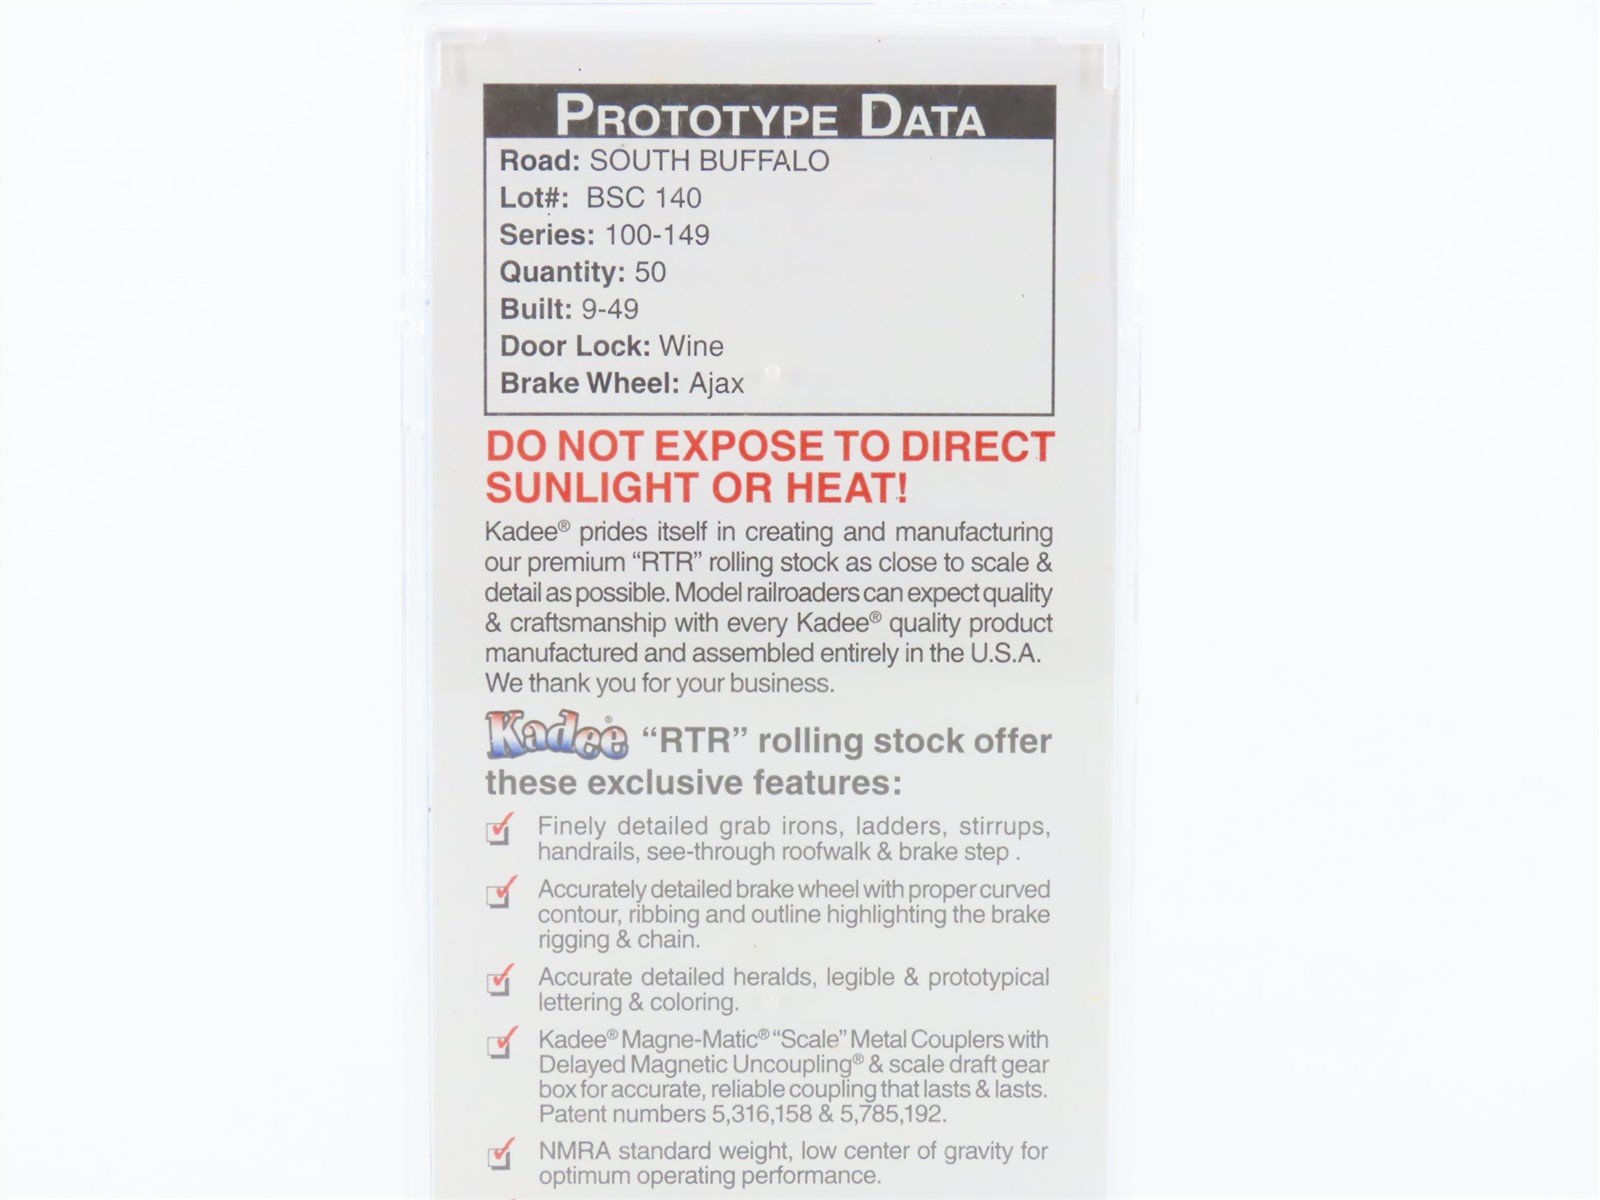 PROTOTYPE DATA
Road: SOUTH BUFFALO
Lot#: BSC 140
Series: 100-149
Quantity: 50
Built: 9-49
Door Lock: Wine
Brake Wheel: Ajax
DO NOT EXPOSE TO DIRECT
SUNLIGHT OR HEAT!
Kadee® prides itself in creating and manufacturing
our premium “RTR” rolling stock as close to scale &
detail as possible. Model railroaders can expect quality
& craftsmanship with every Kadee® quality product
manufactured and assembled entirely in the U.S.A.
We thank you for your business.
Kadee® “RTR” rolling stock offer
these exclusive features:
Finely detailed grab irons, ladders, stirrups,
handrails, see-through roofwalk & brake step .
Accurately detailed brake wheel with proper curved
contour, ribbing and outline highlighting the brake
rigging & chain.
Accurate detailed heralds, legible & prototypical
lettering & coloring.
Kadee® Magne-Matic® “Scale” Metal Couplers with
Delayed Magnetic Uncoupling® & scale draft gear
box for accurate, reliable coupling that lasts & lasts.
Patent numbers 5,316,158 & 5,785,192.
NMRA standard weight, low center of gravity for
optimum operating performance.